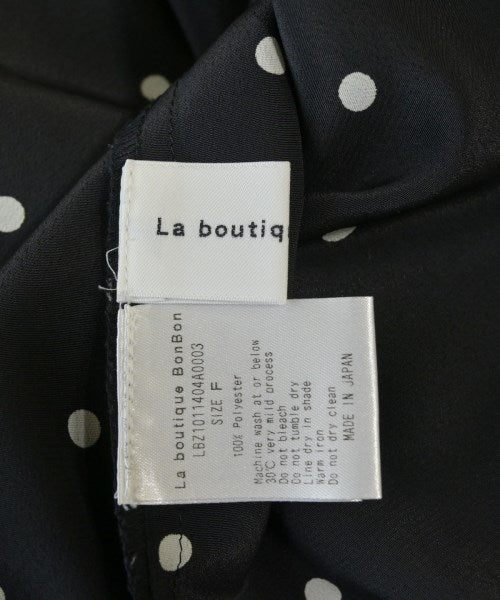 La boutiq
La boutique BonBon
LBZ1011404A0003
SIZE F
100% Polyester
Machine wash at or below
30℃ very mild process
Do not bleach
Do not tumble dry
Line dry in shade
Warm iron
Do not dry clean
MADE IN JAPAN